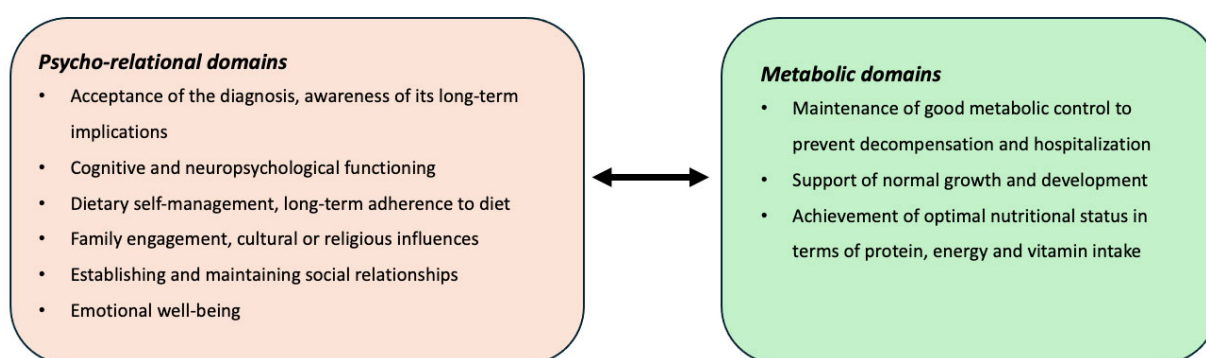 Psycho-relational domains
• Acceptance of the diagnosis, awareness of its long-term
implications
• Cognitive and neuropsychological functioning
• Dietary self-management, long-term adherence to diet
• Family engagement, cultural or religious influences
• Establishing and maintaining social relationships
• Emotional well-being
Metabolic domains
• Maintenance of good metabolic control to
prevent decompensation and hospitalization
• Support of normal growth and development
• Achievement of optimal nutritional status in
terms of protein, energy and vitamin intake